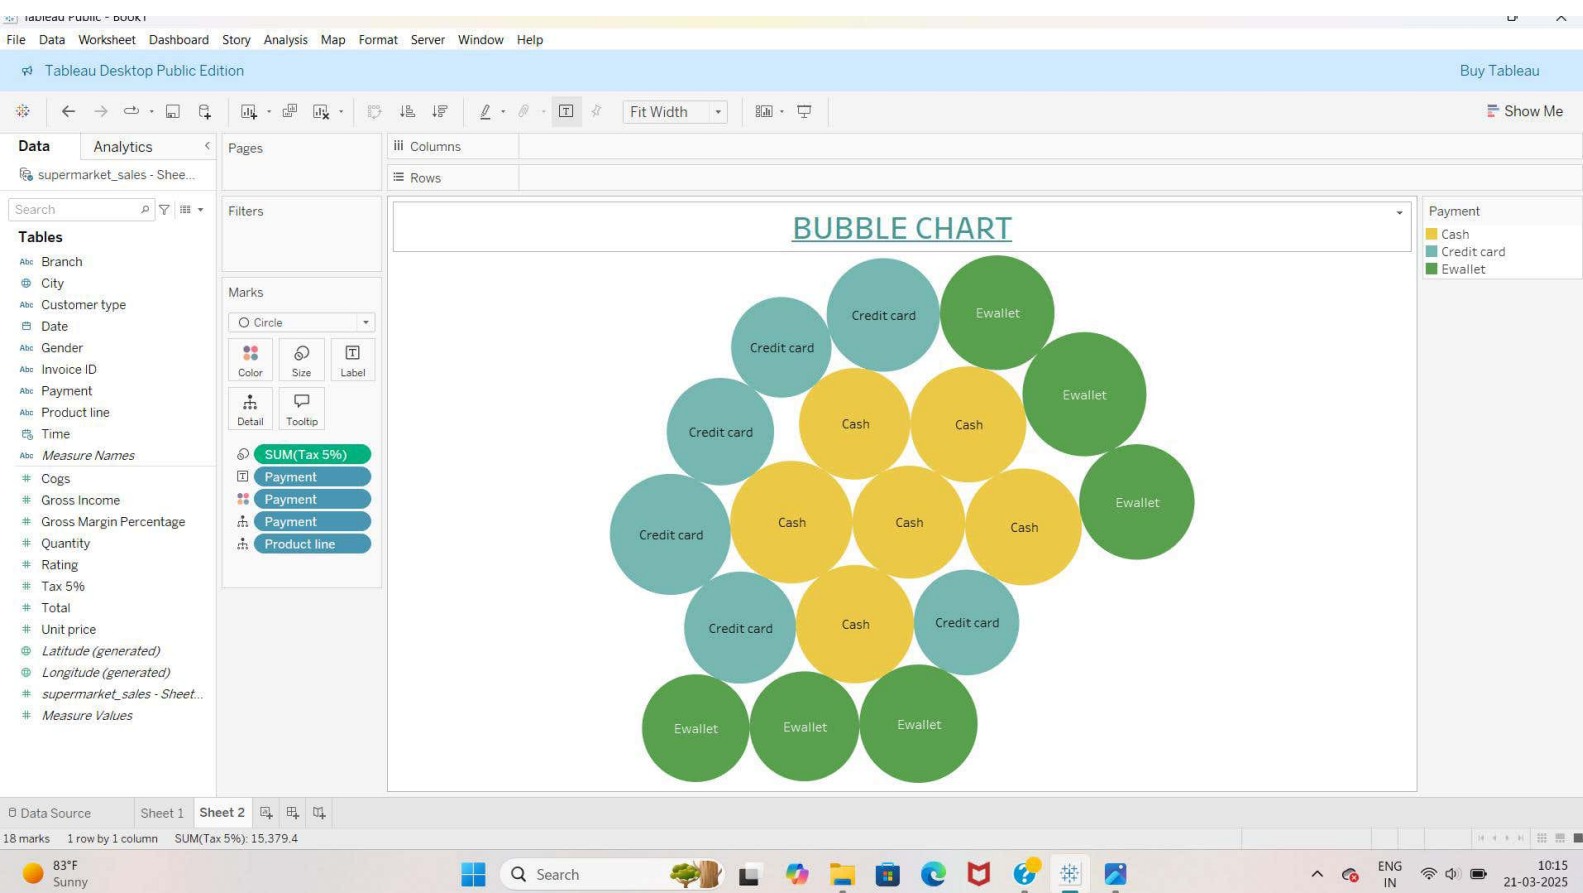 Tableau Public - Book1
File Data Worksheet Dashboard Story Analysis Map Format Server Window Help
Tableau Desktop Public Edition
Buy Tableau
Fit Width
Show Me
Data
Analytics
supermarket_sales - Shee...
Search
Tables
Abc Branch
City
Abc Customer type
Date
Abc Gender
Abc Invoice ID
Abc Payment
Abc Product line
Time
Abc Measure Names
# Cogs
# Gross Income
# Gross Margin Percentage
# Quantity
# Rating
# Tax 5%
# Total
# Unit price
Latitude (generated)
Longitude (generated)
# supermarket_sales - Sheet...
# Measure Values
Pages
Filters
Marks
Circle
Color
Size
T
Label
Detail
Tooltip
SUM(Tax 5%)
T Payment
Payment
Payment
Product line
Columns
Rows
BUBBLE CHART
Ewallet
Credit card
Credit card
Ewallet
Cash
Cash
Credit card
Ewallet
Cash
Cash
Cash
Credit card
Credit card
Cash
Credit card
Ewallet
Ewallet
Ewallet
Payment
Cash
Credit card
Ewallet
Data Source
Sheet 1
Sheet 2
18 marks 1 row by 1 column SUM(Tax 5%): 15,379.4
83°F
Sunny
Search
ENG
IN
10:15
21-03-2025